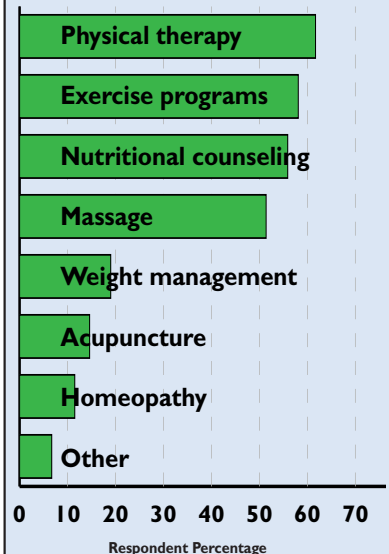 Physical therapy
Exercise programs
Nutritional counseling
Massage
Weight management
Acupuncture
Homeopathy
Other
0 10 20 30 40 50 60 70
Respondent Percentage